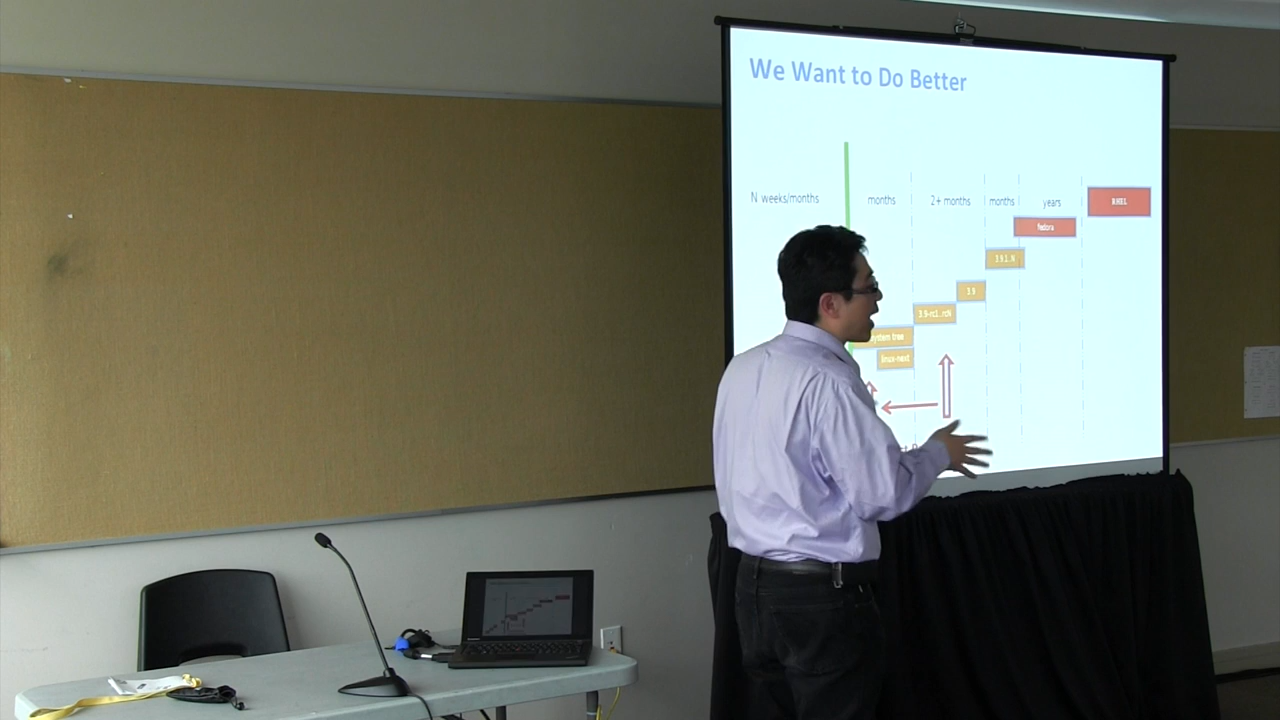 We Want to Do Better
N weeks/months
months
2+ months
months
years
RHEL
fedora
3.9.1..N
3.9
3.9-rc1..rcN
system tree
linux-next